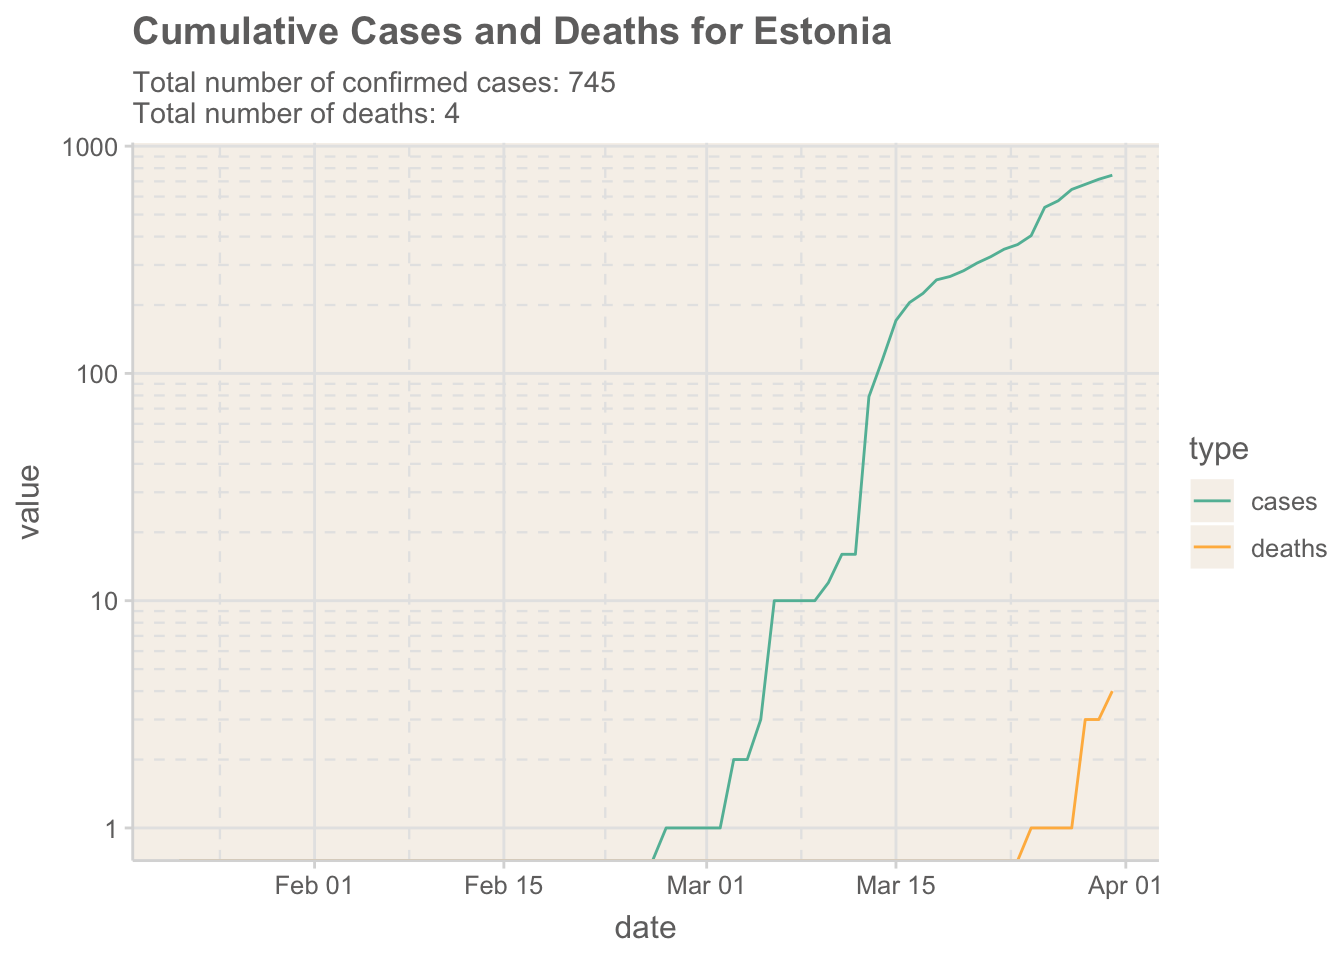 Cumulative Cases and Deaths for Estonia
Total number of confirmed cases: 745
Total number of deaths: 4
1000
100
10
1
value
Feb 01
Feb 15
Mar 01
Mar 15
Apr 01
date
type
cases
deaths